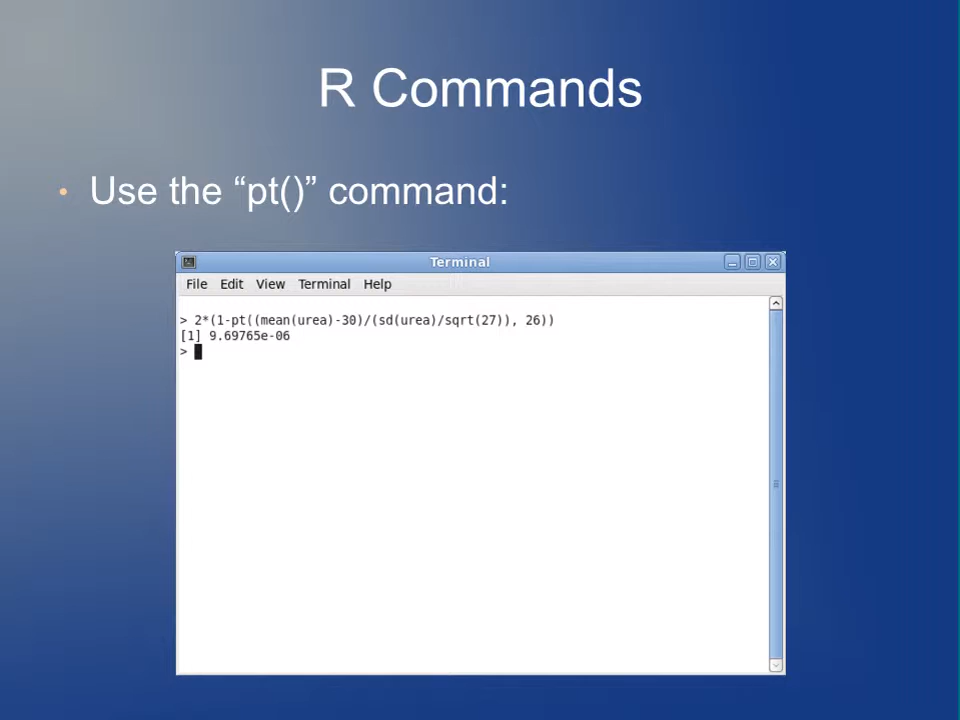 R Commands
• Use the “pt()” command:
Terminal
File Edit View Terminal Help
> 2*(1-pt((mean(urea)-30)/(sd(urea)/sqrt(27)), 26))
[1] 9.69765e-06
>